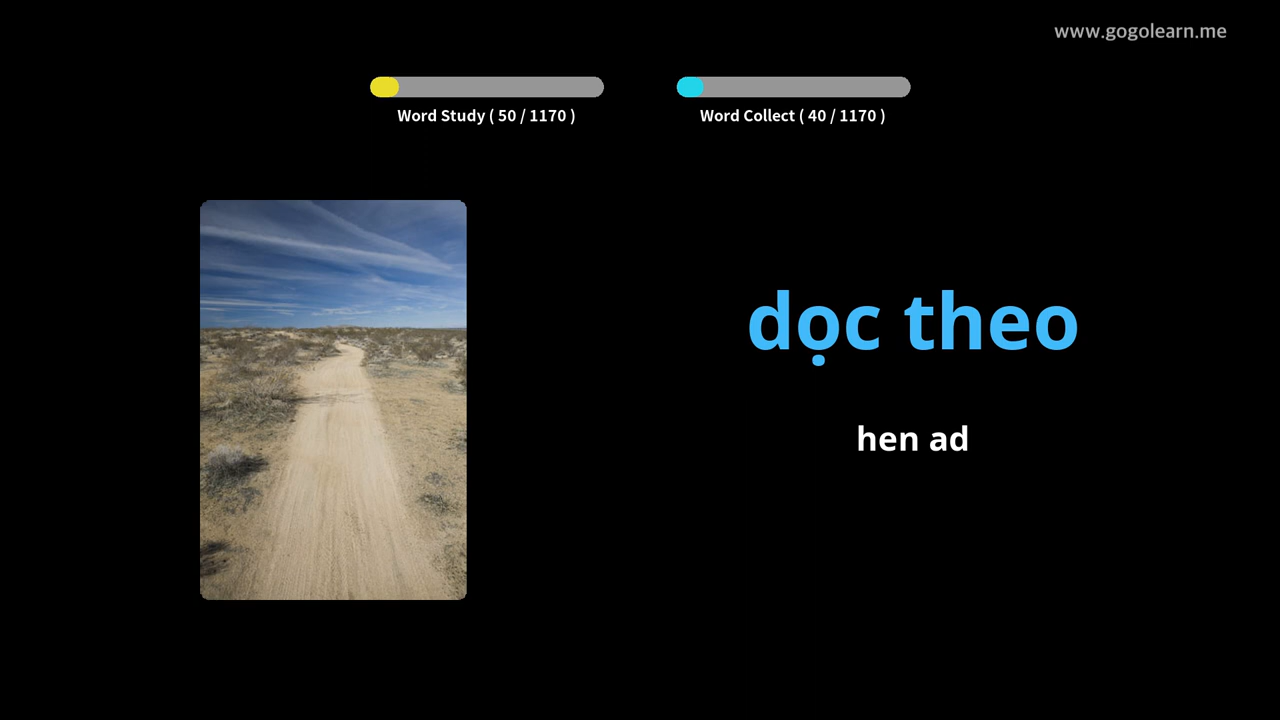 www.gogolearn.me
Word Study ( 50 / 1170 )
Word Collect ( 40 / 1170 )
dọc theo
hen ad